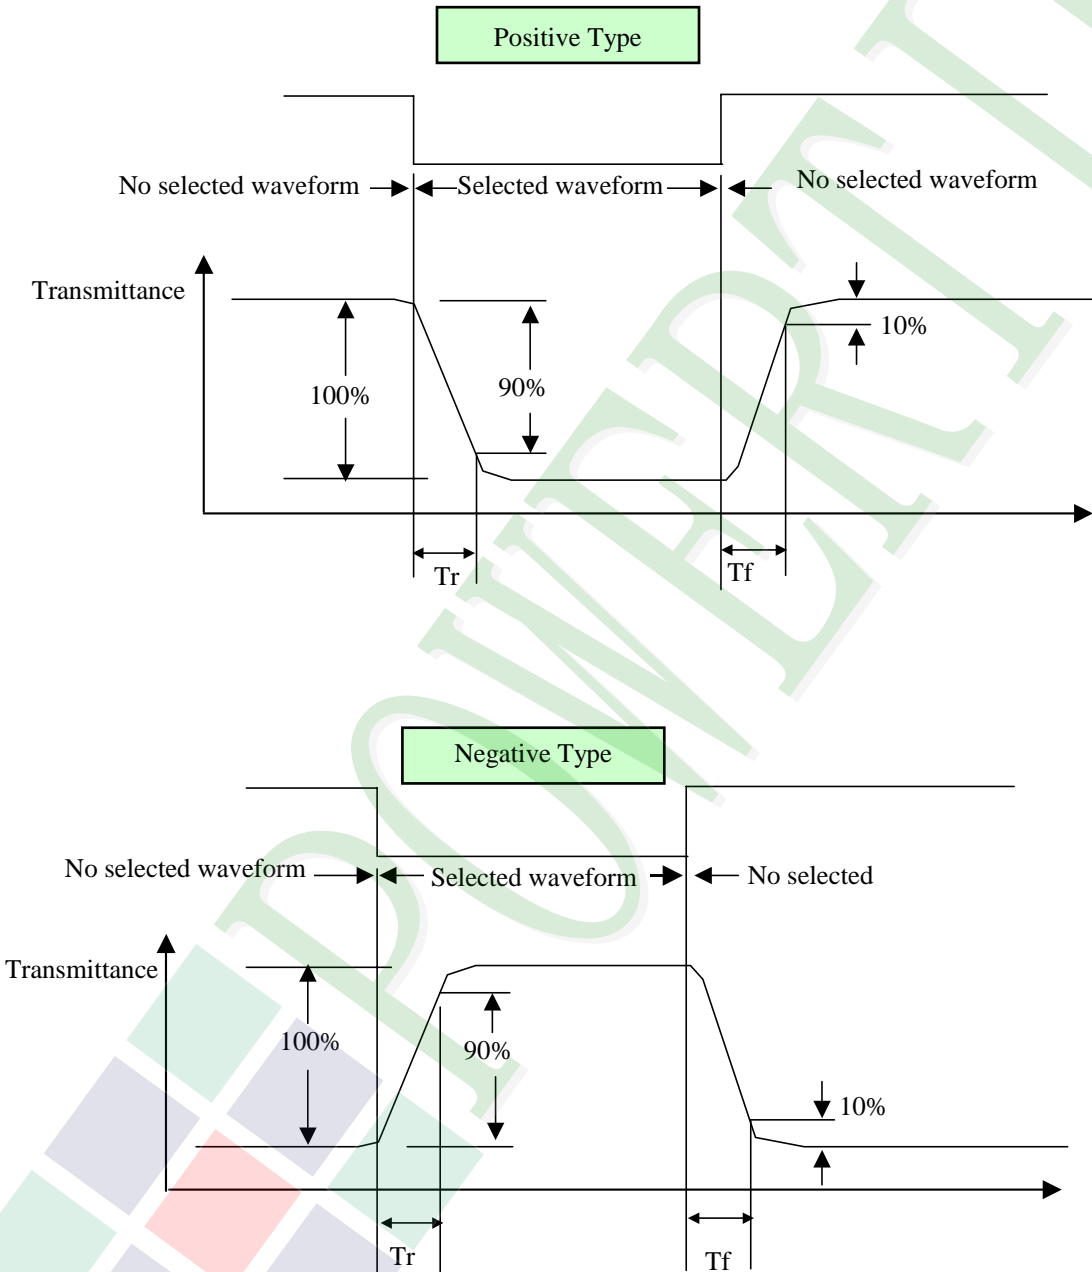 Positive Type
No selected waveform
Selected waveform
No selected waveform
Transmittance
10%
100%
90%
Tr
Tf
Negative Type
No selected waveform
Selected waveform
No selected
Transmittance
100%
90%
10%
Tr
Tf
POWERTI